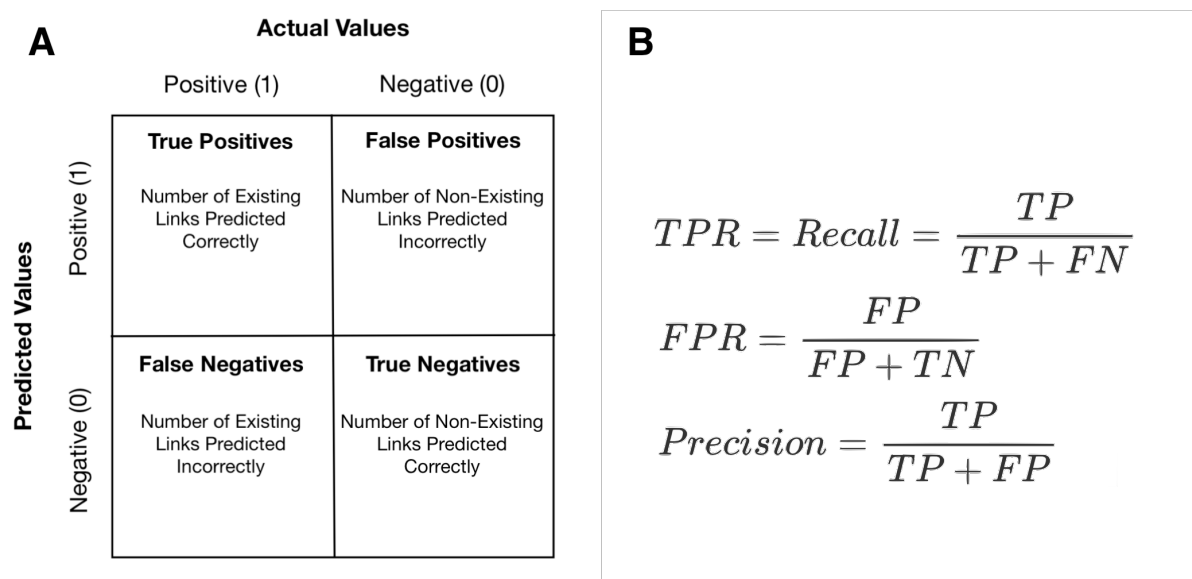 A
Actual Values
Positive (1)
Negative (0)
Predicted Values
Positive (1)
True Positives
Number of Existing
Links Predicted
Correctly
False Positives
Number of Non-Existing
Links Predicted
Incorrectly
Negative (0)
False Negatives
Number of Existing
Links Predicted
Incorrectly
True Negatives
Number of Non-Existing
Links Predicted
Correctly
B
TPR = Recall = TP / TP + FN
FPR = FP / FP + TN
Precision = TP / TP + FP